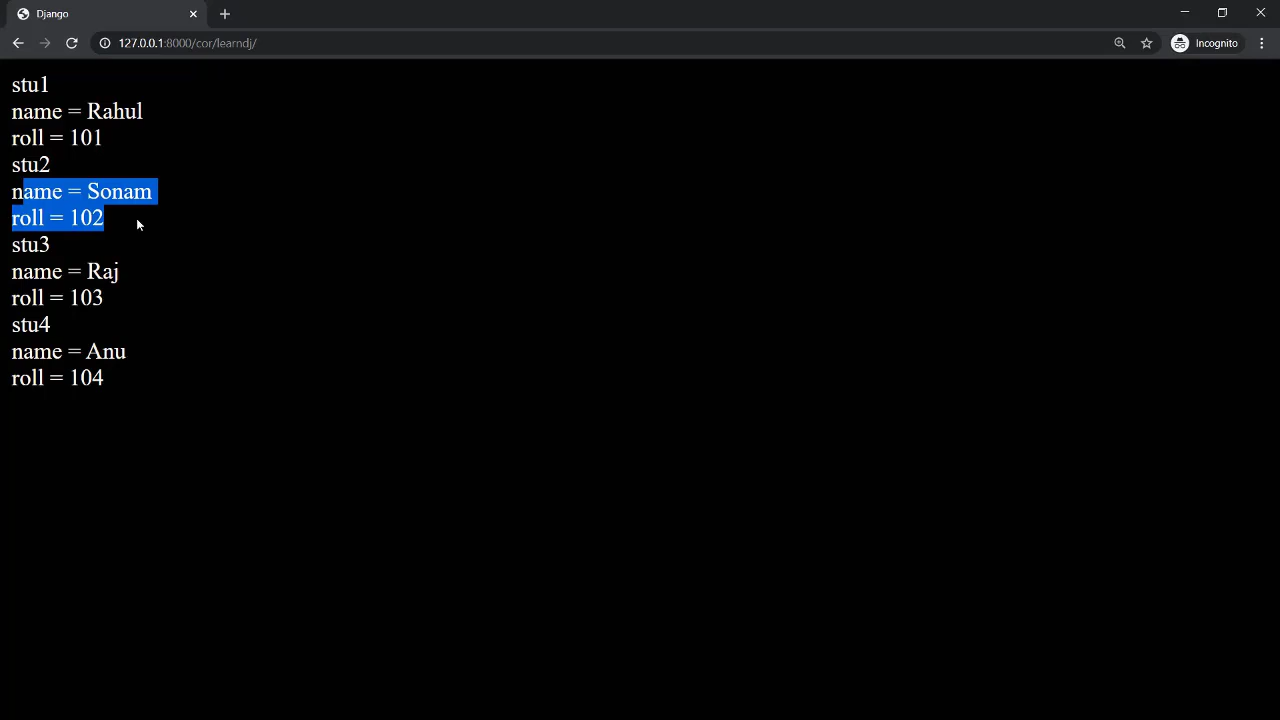 Django
127.0.0.1:8000/cor/learndj/
Incognito
stu1
name = Rahul
roll = 101
stu2
name = Sonam
roll = 102
stu3
name = Raj
roll = 103
stu4
name = Anu
roll = 104